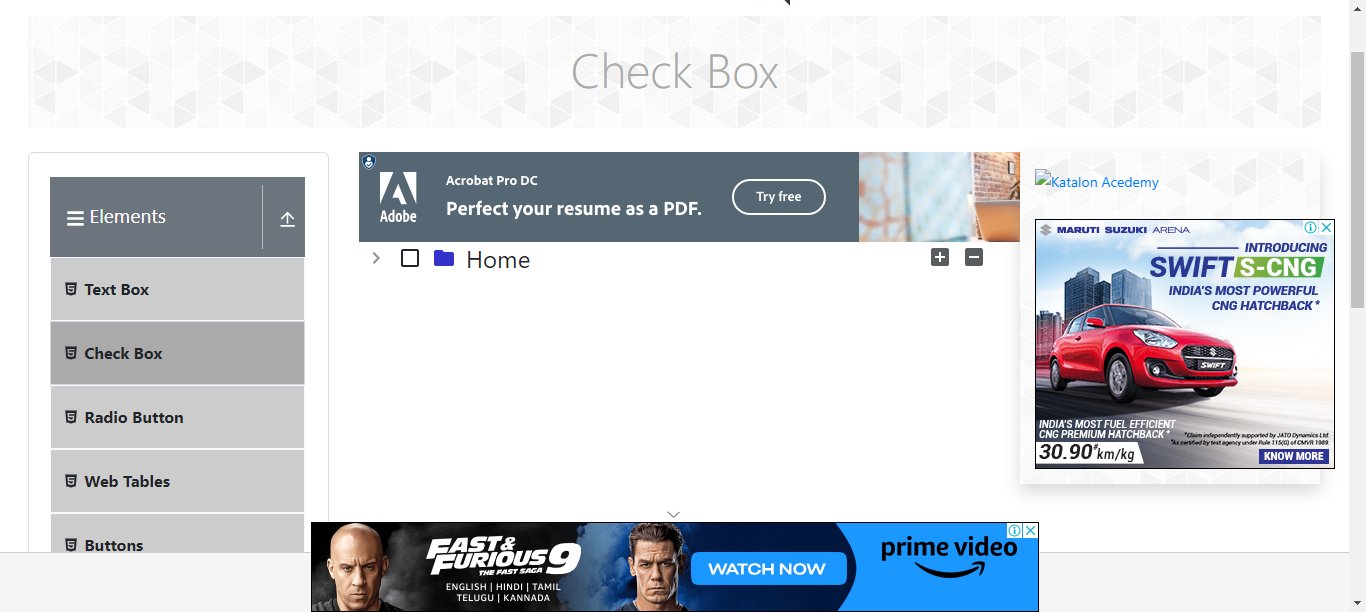 Check Box
Elements
Text Box
Check Box
Radio Button
Web Tables
Buttons
Adobe
Acrobat Pro DC
Perfect your resume as a PDF.
Try free
Home
Katalon Acedemy
MARUTI SUZUKI ARENA
INTRODUCING
SWIFT S-CNG
INDIA'S MOST POWERFUL
CNG HATCHBACK*
SWIFT
INDIA'S MOST FUEL EFFICIENT
CNG PREMIUM HATCHBACK*
30.90#km/kg
*Claim independently supported by JATO Dynamics Ltd.
#As certified by test agency under Rule 115(G) of CMVR 1989.
KNOW MORE
FAST &
FURIOUS 9
THE FAST SAGA
ENGLISH | HINDI | TAMIL
TELUGU | KANNADA
WATCH NOW
prime video